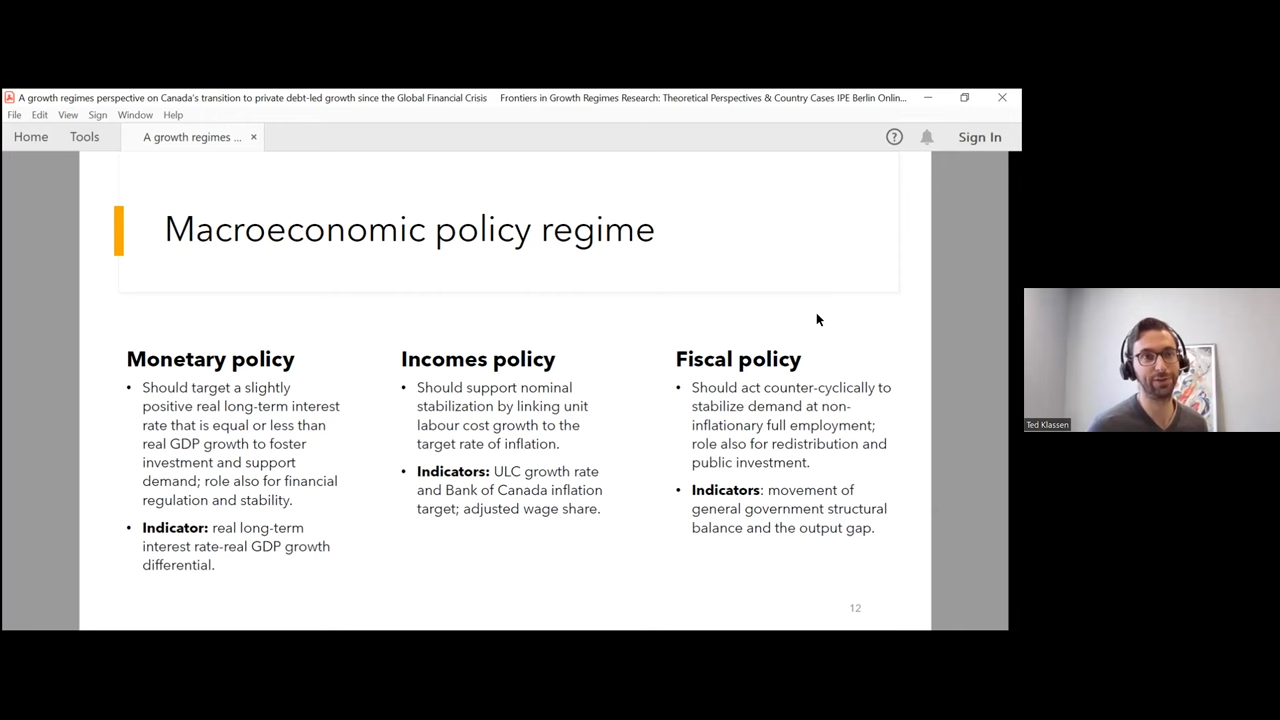 A growth regimes perspective on Canada's transition to private debt-led growth since the Global Financial Crisis Frontiers in Growth Regimes Research: Theoretical Perspectives & Country Cases IPE Berlin Onlin...
File Edit View Sign Window Help
Home Tools A growth regimes ... × Sign In
Macroeconomic policy regime
Monetary policy
• Should target a slightly
positive real long-term interest
rate that is equal or less than
real GDP growth to foster
investment and support
demand; role also for financial
regulation and stability.
• Indicator: real long-term
interest rate-real GDP growth
differential.
Incomes policy
• Should support nominal
stabilization by linking unit
labour cost growth to the
target rate of inflation.
• Indicators: ULC growth rate
and Bank of Canada inflation
target; adjusted wage share.
Fiscal policy
• Should act counter-cyclically to
stabilize demand at non-
inflationary full employment;
role also for redistribution and
public investment.
• Indicators: movement of
general government structural
balance and the output gap.
12
Ted Klassen